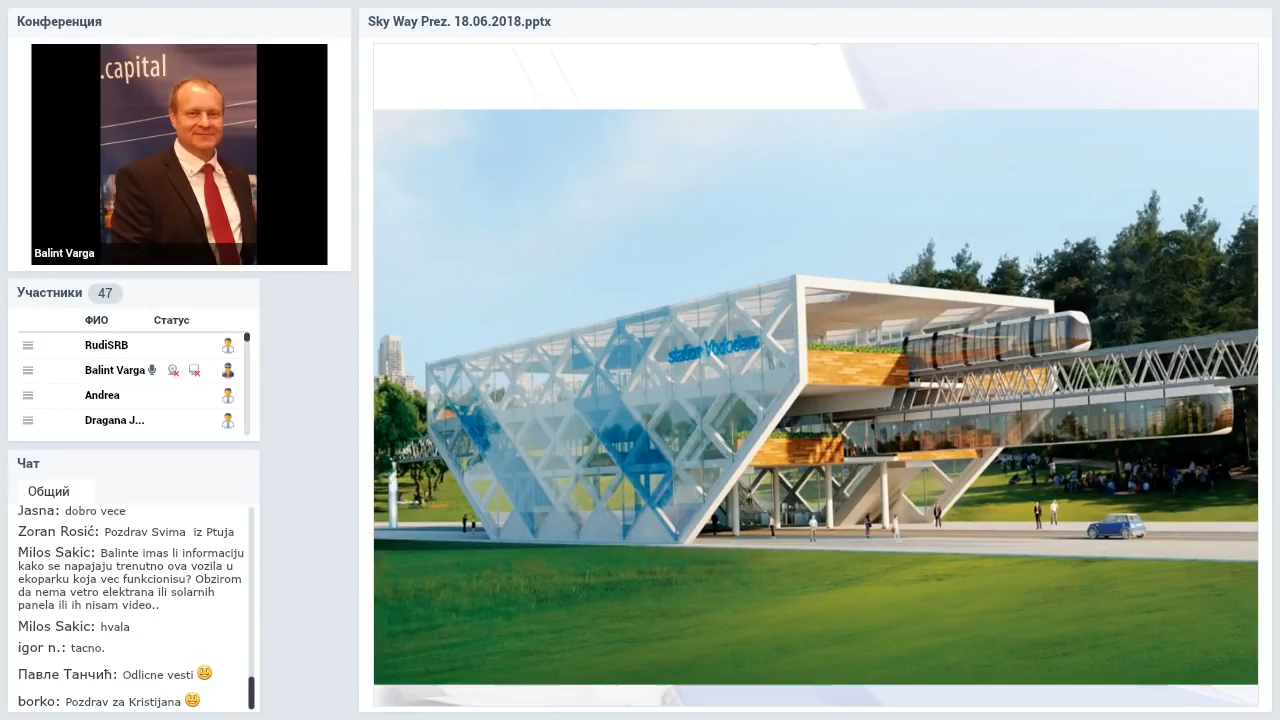 Конференция
.capital
Balint Varga
Участники 47
ФИО Статус
RudiSRB
Balint Varga
Andrea
Dragana J...
Чат
Общий
Jasna: dobro vece
Zoran Rosić: Pozdrav Svima iz Ptuja
Milos Sakic: Balinte imas li informaciju
kako se napajaju trenutno ova vozila u
ekoparku koja vec funkcionisu? Obzirom
da nema vetro elektrana ili solarnih
panela ili ih nisam video..
Milos Sakic: hvala
igor n.: tacno.
Павле Танчић: Odlicne vesti
borko: Pozdrav za Kristijana
Sky Way Prez. 18.06.2018.pptx